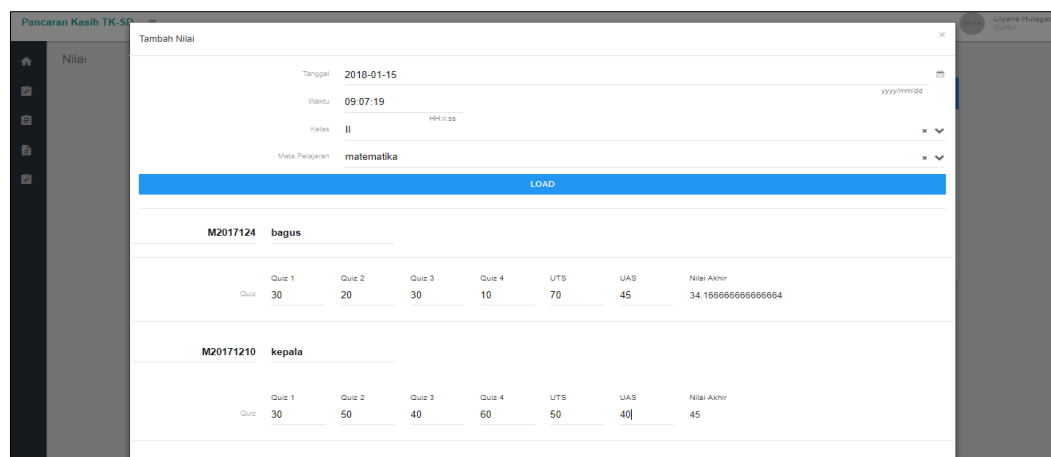 Pancaran Kasih TK-SD
Lilyana Hutagao
GURU
Nilai
Tambah Nilai ×
Tanggal 2018-01-15
yyyy/mm/dd
Waktu 09:07:19
HH:ii:ss
Kelas II ×
Mata Pelajaran matematika ×
LOAD
M2017124 bagus
Quiz 1 Quiz 2 Quiz 3 Quiz 4 UTS UAS Nilai Akhir
Quiz 30 20 30 10 70 45 34.166666666666664
M20171210 kepala
Quiz 1 Quiz 2 Quiz 3 Quiz 4 UTS UAS Nilai Akhir
Quiz 30 50 40 60 50 40 45